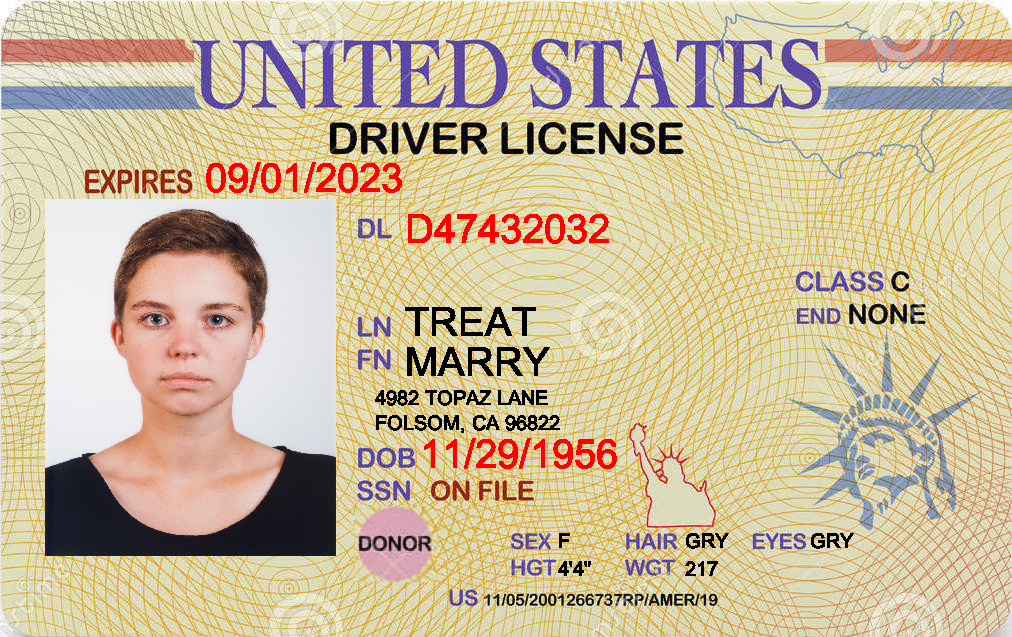 UNITED STATES
DRIVER LICENSE
EXPIRES 09/01/2023
DL D47432032
CLASS C
END NONE
LN TREAT
FN MARRY
4982 TOPAZ LANE
FOLSOM, CA 96822
DOB 11/29/1956
SSN ON FILE
DONOR
SEX F HAIR GRY EYES GRY
HGT 4'4" WGT 217
US 11/05/2001266737RP/AMER/19